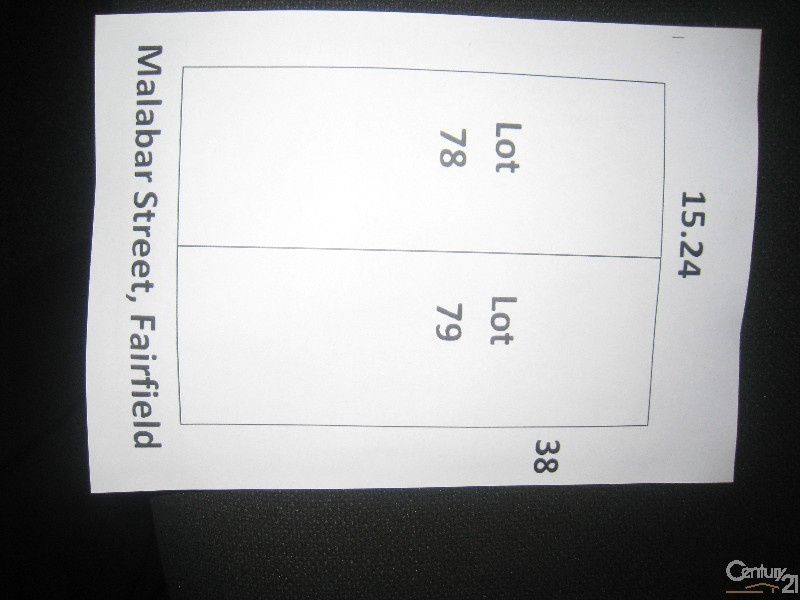 15.24
Lot
78
Lot
79
38
Malabar Street, Fairfield
Century 21